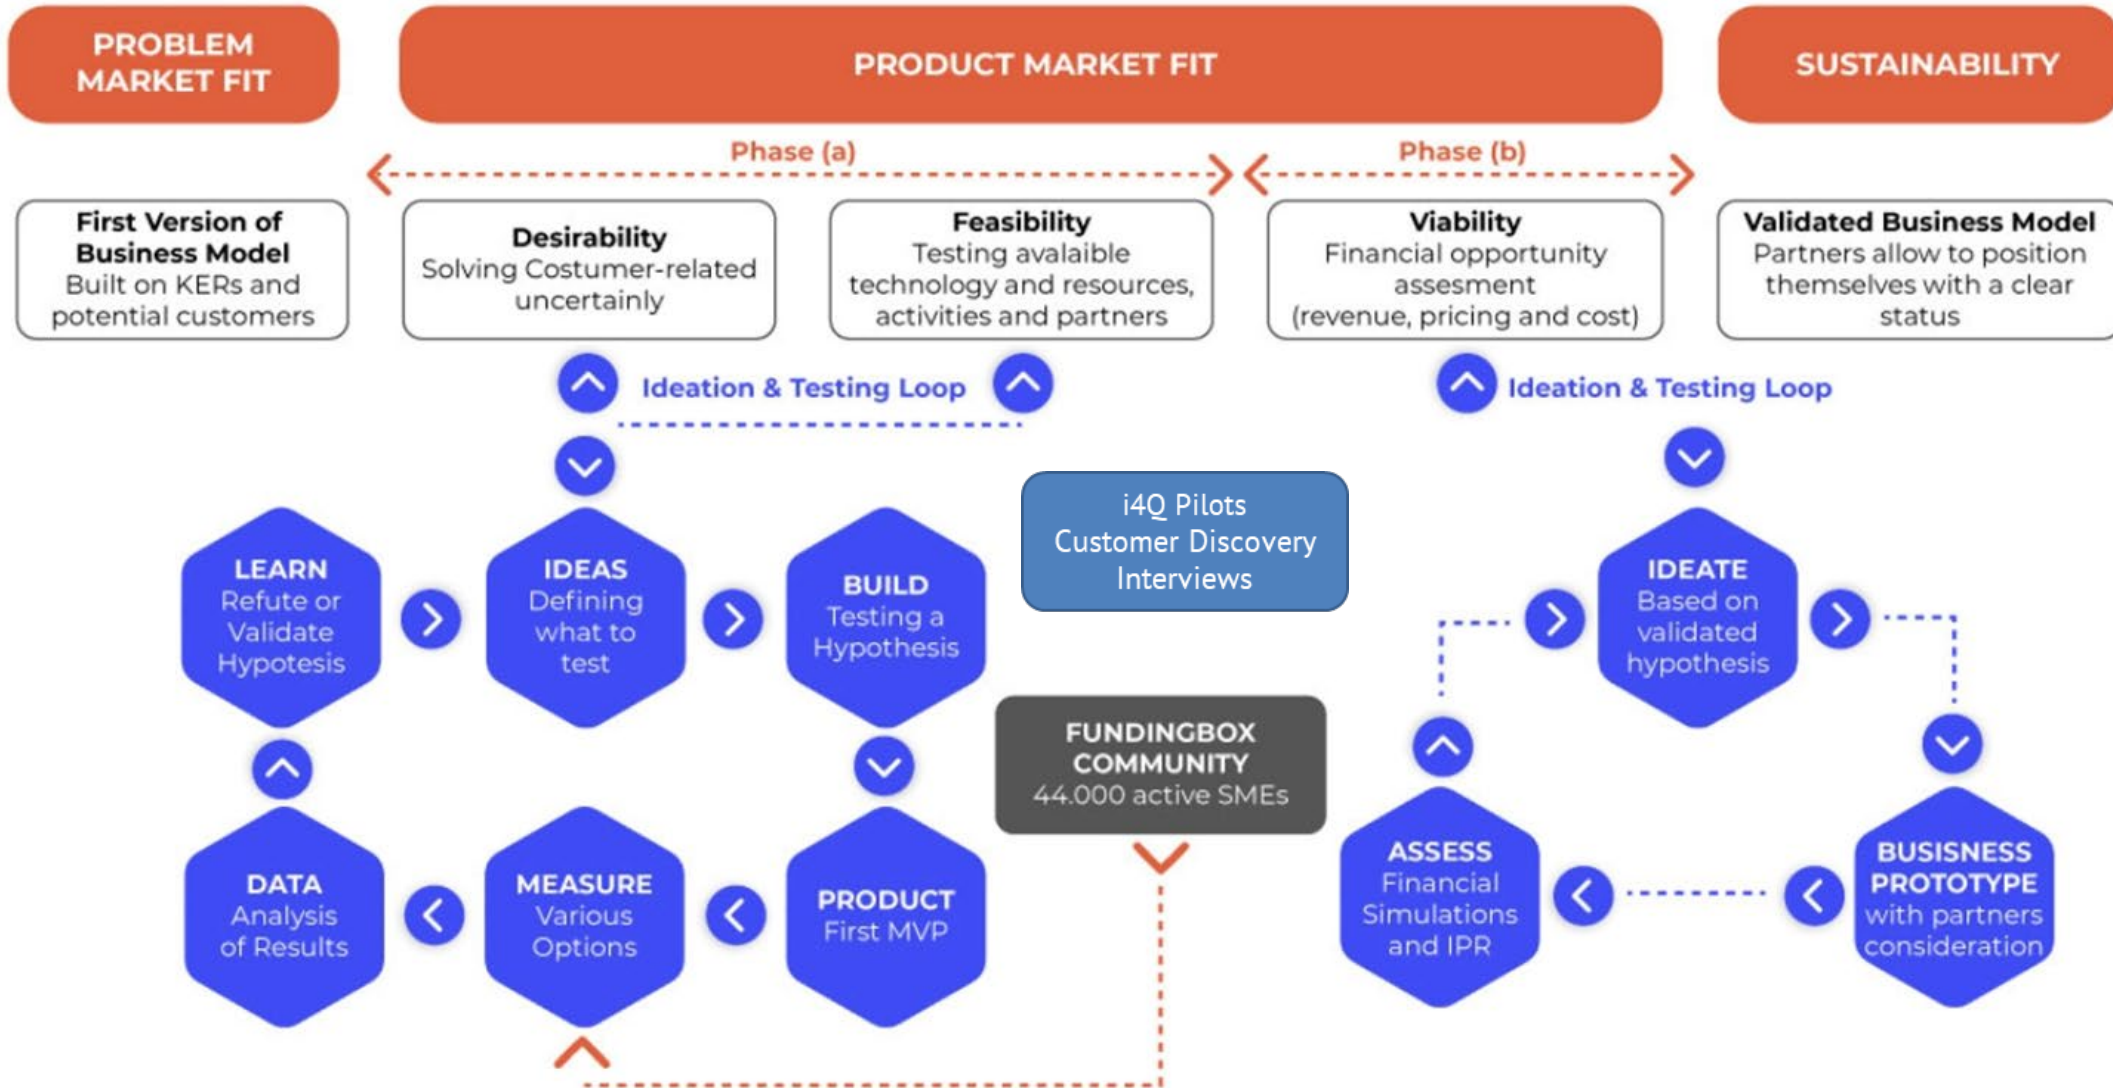 PROBLEM
MARKET FIT
PRODUCT MARKET FIT
SUSTAINABILITY
Phase (a)
Phase (b)
First Version of
Business Model
Built on KERs and
potential customers
Desirability
Solving Costumer-related
uncertainly
Feasibility
Testing avalaible
technology and resources,
activities and partners
Viability
Financial opportunity
assesment
(revenue, pricing and cost)
Validated Business Model
Partners allow to position
themselves with a clear
status
Ideation & Testing Loop
Ideation & Testing Loop
LEARN
Refute or
Validate
Hypotesis
IDEAS
Defining
what to
test
BUILD
Testing a
Hypothesis
i4Q Pilots
Customer Discovery
Interviews
IDEATE
Based on
validated
hypothesis
FUNDINGBOX
COMMUNITY
44.000 active SMEs
DATA
Analysis
of Results
MEASURE
Various
Options
PRODUCT
First MVP
ASSESS
Financial
Simulations
and IPR
BUSISNESS
PROTOTYPE
with partners
consideration